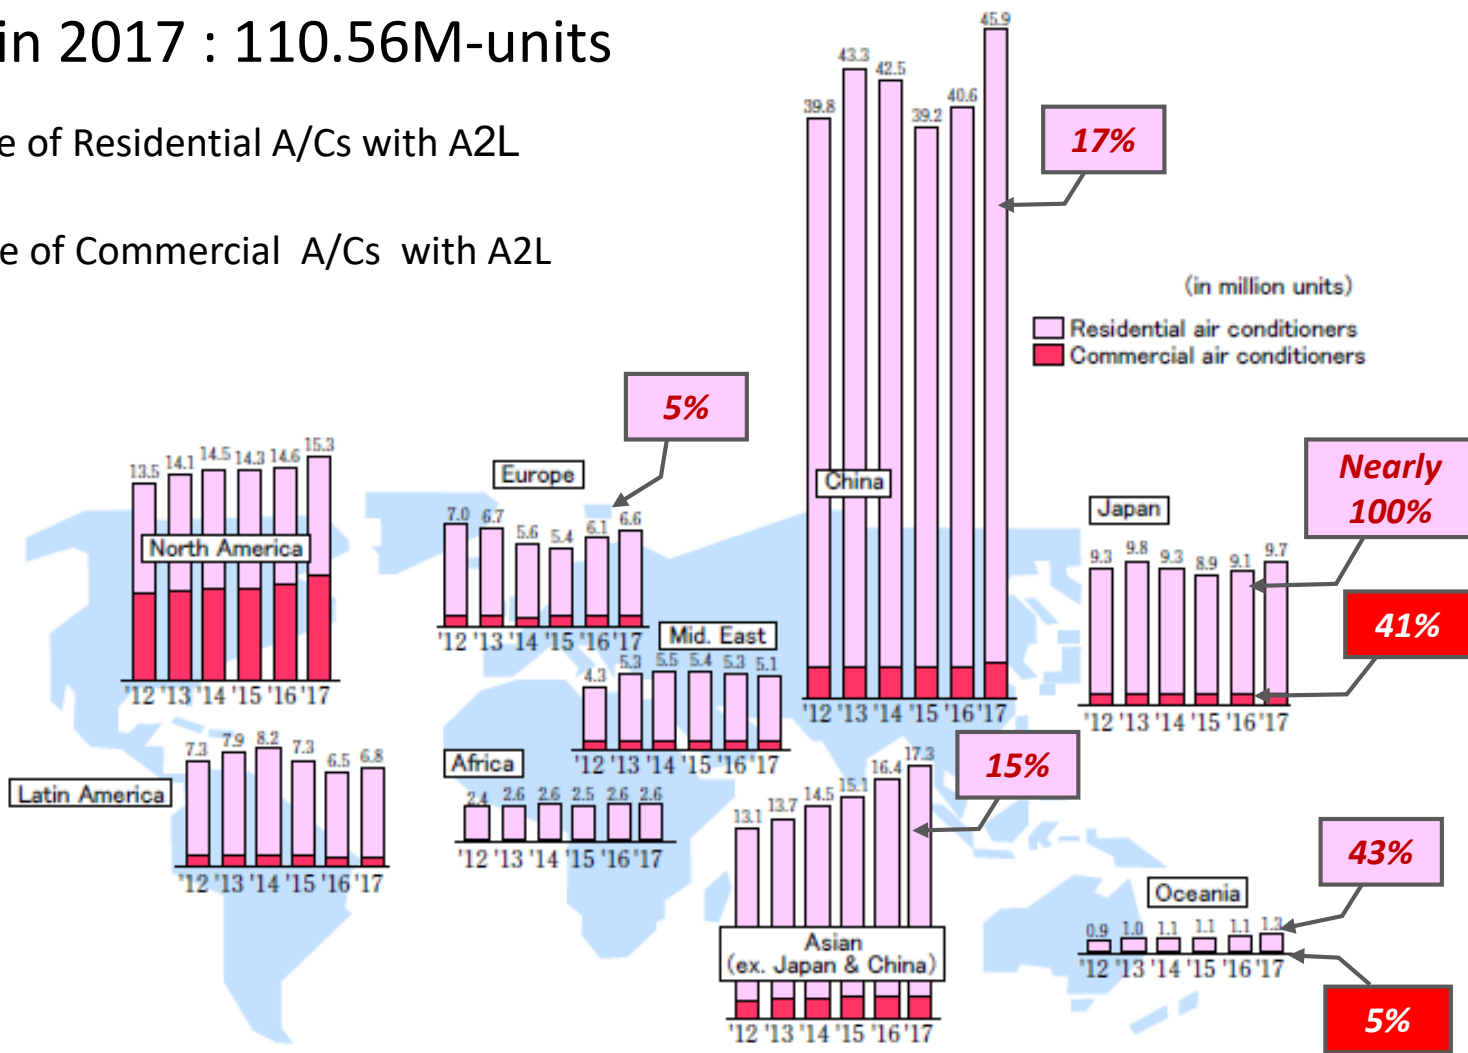 in 2017 : 110.56M-units
e of Residential A/Cs with A2L
e of Commercial A/Cs with A2L
45.9
43.3
42.5
39.8
39.2
40.6
17%
(in million units)
Residential air conditioners
Commercial air conditioners
China
'12 '13 '14 '15 '16 '17
13.5 14.1 14.5 14.3 14.6 15.3
North America
'12 '13 '14 '15 '16 '17
5%
Europe
7.0 6.7 5.6 5.4 6.1 6.6
'12 '13 '14 '15 '16 '17
Nearly
100%
Japan
9.3 9.8 9.3 8.9 9.1 9.7
41%
'12 '13 '14 '15 '16 '17
Mid. East
4.3 5.3 5.5 5.4 5.3 5.1
'12 '13 '14 '15 '16 '17
7.3 7.9 8.2 7.3 6.5 6.8
Latin America
'12 '13 '14 '15 '16 '17
Africa
2.4 2.6 2.6 2.5 2.6 2.6
'12 '13 '14 '15 '16 '17
15%
13.1 13.7 14.5 15.1 16.4 17.3
Asian
(ex. Japan & China)
'12 '13 '14 '15 '16 '17
43%
Oceania
0.9 1.0 1.1 1.1 1.1 1.3
'12 '13 '14 '15 '16 '17
5%